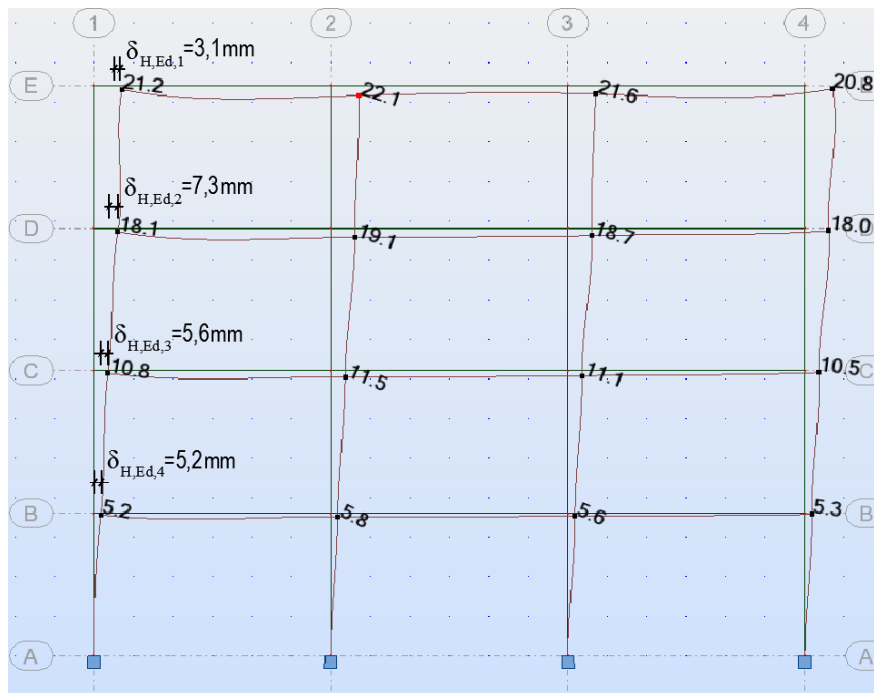 1 2 3 4
δH,Ed,1=3,1mm
E 21.2 22.1 21.6 20.8
δH,Ed,2=7,3mm
D 18.1 19.1 18.7 18.0
δH,Ed,3=5,6mm
C 10.8 11.5 11.1 10.5 C
δH,Ed,4=5,2mm
B 5.2 5.8 5.6 5.3 B
A A